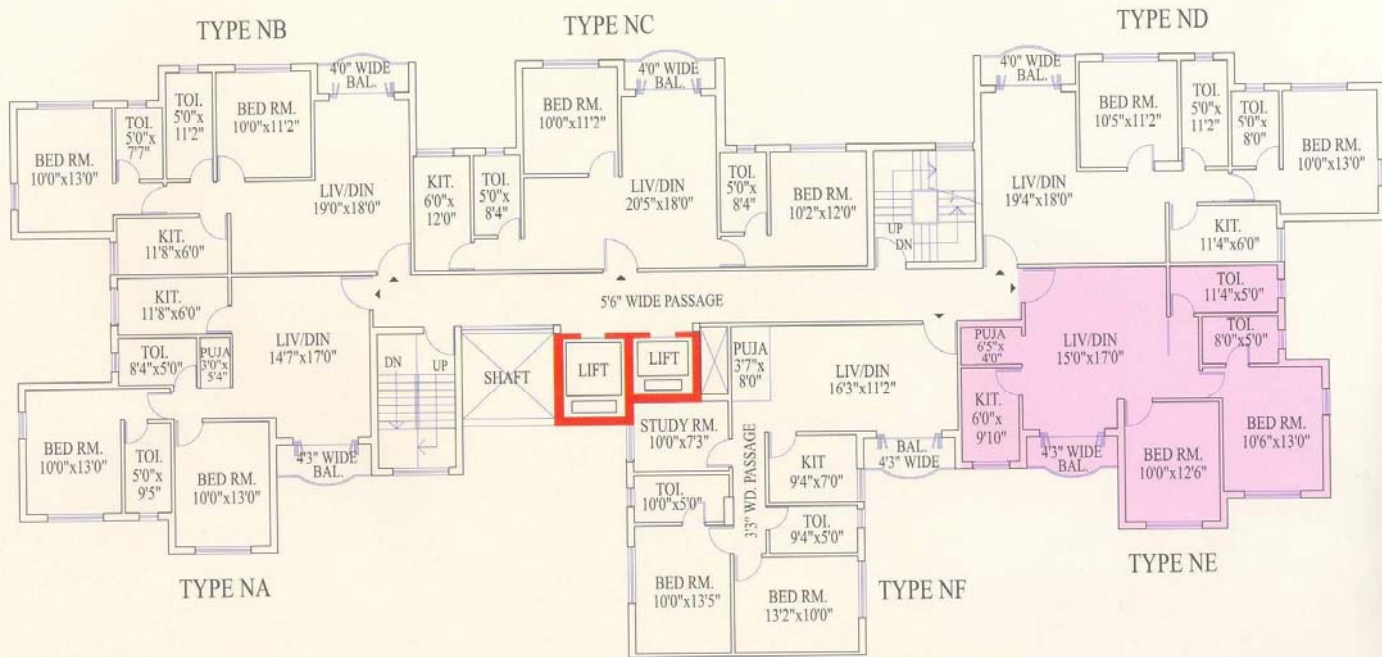 TYPE NB
TYPE NC
TYPE ND
4'0" WIDE
BAL.
TOI.
5'0"x
11'2"
BED RM.
10'0"x11'2"
TOI.
5'0"x
7'7"
BED RM.
10'0"x13'0"
LIV/DIN
19'0"x18'0"
KIT.
11'8"x6'0"
4'0" WIDE
BAL.
BED RM.
10'0"x11'2"
KIT.
6'0"x
12'0"
TOI.
5'0"x
8'4"
LIV/DIN
20'5"x18'0"
TOI.
5'0"x
8'4"
BED RM.
10'2"x12'0"
UP
DN
4'0" WIDE
BAL.
BED RM.
10'5"x11'2"
TOI.
5'0"x
11'2"
TOI.
5'0"x
8'0"
BED RM.
10'0"x13'0"
LIV/DIN
19'4"x18'0"
KIT.
11'4"x6'0"
5'6" WIDE PASSAGE
KIT.
11'8"x6'0"
LIV/DIN
14'7"x17'0"
TOI.
8'4"x5'0"
PUJA
3'0"x
5'4"
BED RM.
10'0"x13'0"
TOI.
5'0"x
9'5"
BED RM.
10'0"x13'0"
4'3" WIDE
BAL.
DN
UP
SHAFT
LIFT
LIFT
PUJA
3'7"x
8'0"
LIV/DIN
16'3"x11'2"
STUDY RM.
10'0"x7'3"
3'3" WD. PASSAGE
KIT
9'4"x7'0"
BAL.
4'3" WIDE
TOI.
10'0"x5'0"
TOI.
9'4"x5'0"
BED RM.
10'0"x13'5"
BED RM.
13'2"x10'0"
TOI.
11'4"x5'0"
PUJA
6'5"x
4'0"
LIV/DIN
15'0"x17'0"
TOI.
8'0"x5'0"
KIT.
6'0"x
9'10"
4'3" WIDE
BAL.
BED RM.
10'0"x12'6"
BED RM.
10'6"x13'0"
TYPE NA
TYPE NF
TYPE NE